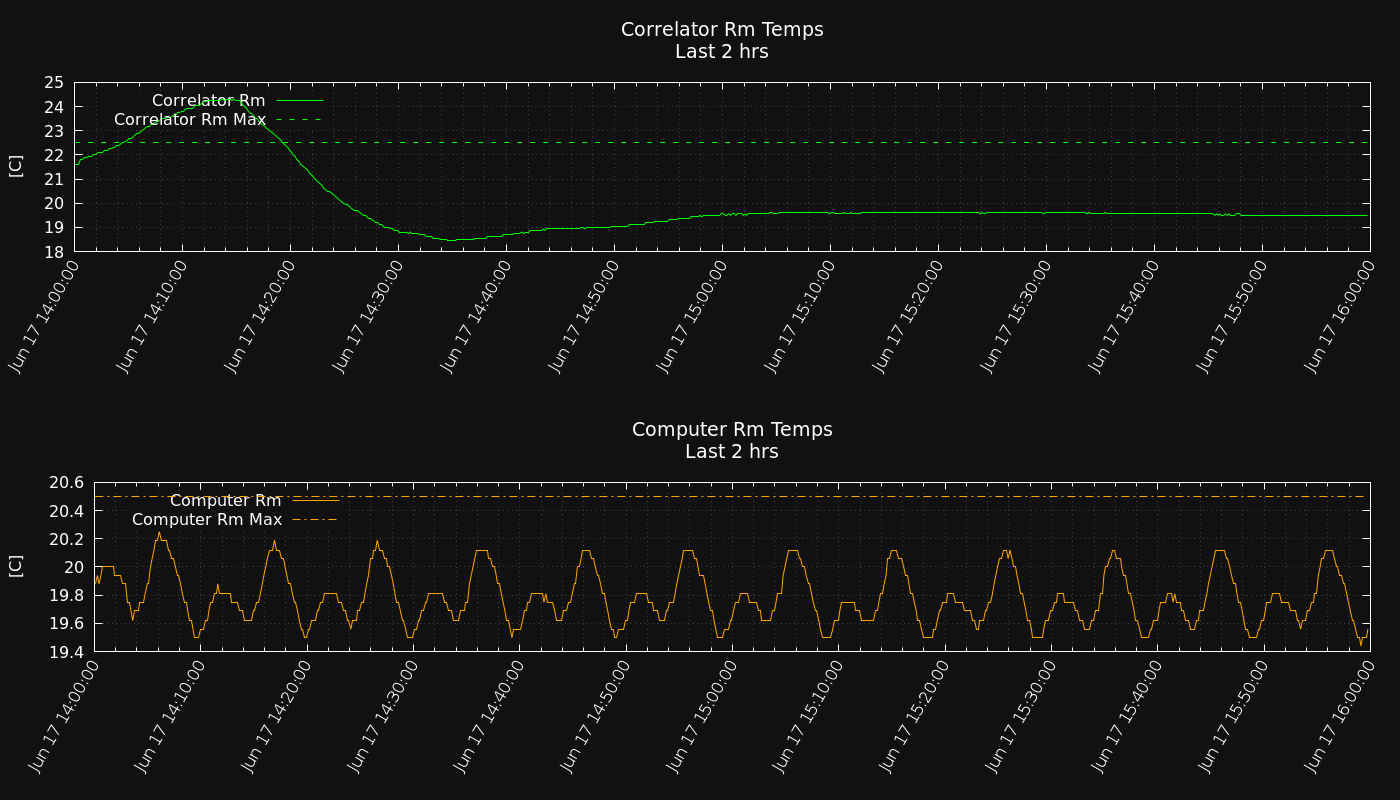 Correlator Rm Temps
Last 2 hrs
[C]
25
24
23
22
21
20
19
18
Correlator Rm
Correlator Rm Max
Jun 17 14:00:00
Jun 17 14:10:00
Jun 17 14:20:00
Jun 17 14:30:00
Jun 17 14:40:00
Jun 17 14:50:00
Jun 17 15:00:00
Jun 17 15:10:00
Jun 17 15:20:00
Jun 17 15:30:00
Jun 17 15:40:00
Jun 17 15:50:00
Jun 17 16:00:00
Computer Rm Temps
Last 2 hrs
[C]
20.6
20.4
20.2
20
19.8
19.6
19.4
Computer Rm
Computer Rm Max
Jun 17 14:00:00
Jun 17 14:10:00
Jun 17 14:20:00
Jun 17 14:30:00
Jun 17 14:40:00
Jun 17 14:50:00
Jun 17 15:00:00
Jun 17 15:10:00
Jun 17 15:20:00
Jun 17 15:30:00
Jun 17 15:40:00
Jun 17 15:50:00
Jun 17 16:00:00